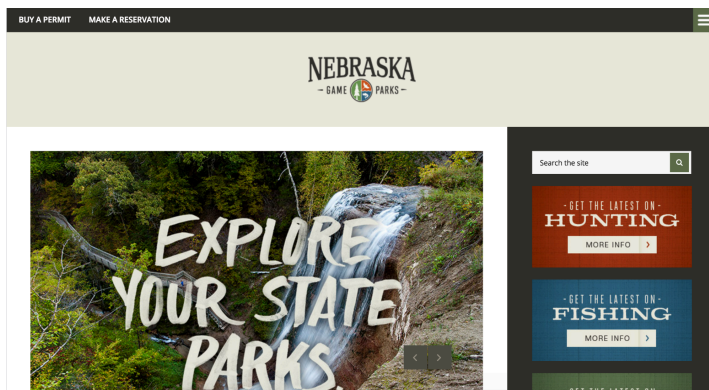 BUY A PERMIT MAKE A RESERVATION
NEBRASKA
- GAME PARKS -
Search the site
EXPLORE
YOUR STATE
PARKS.
- GET THE LATEST ON -
HUNTING
MORE INFO >
- GET THE LATEST ON -
FISHING
MORE INFO >